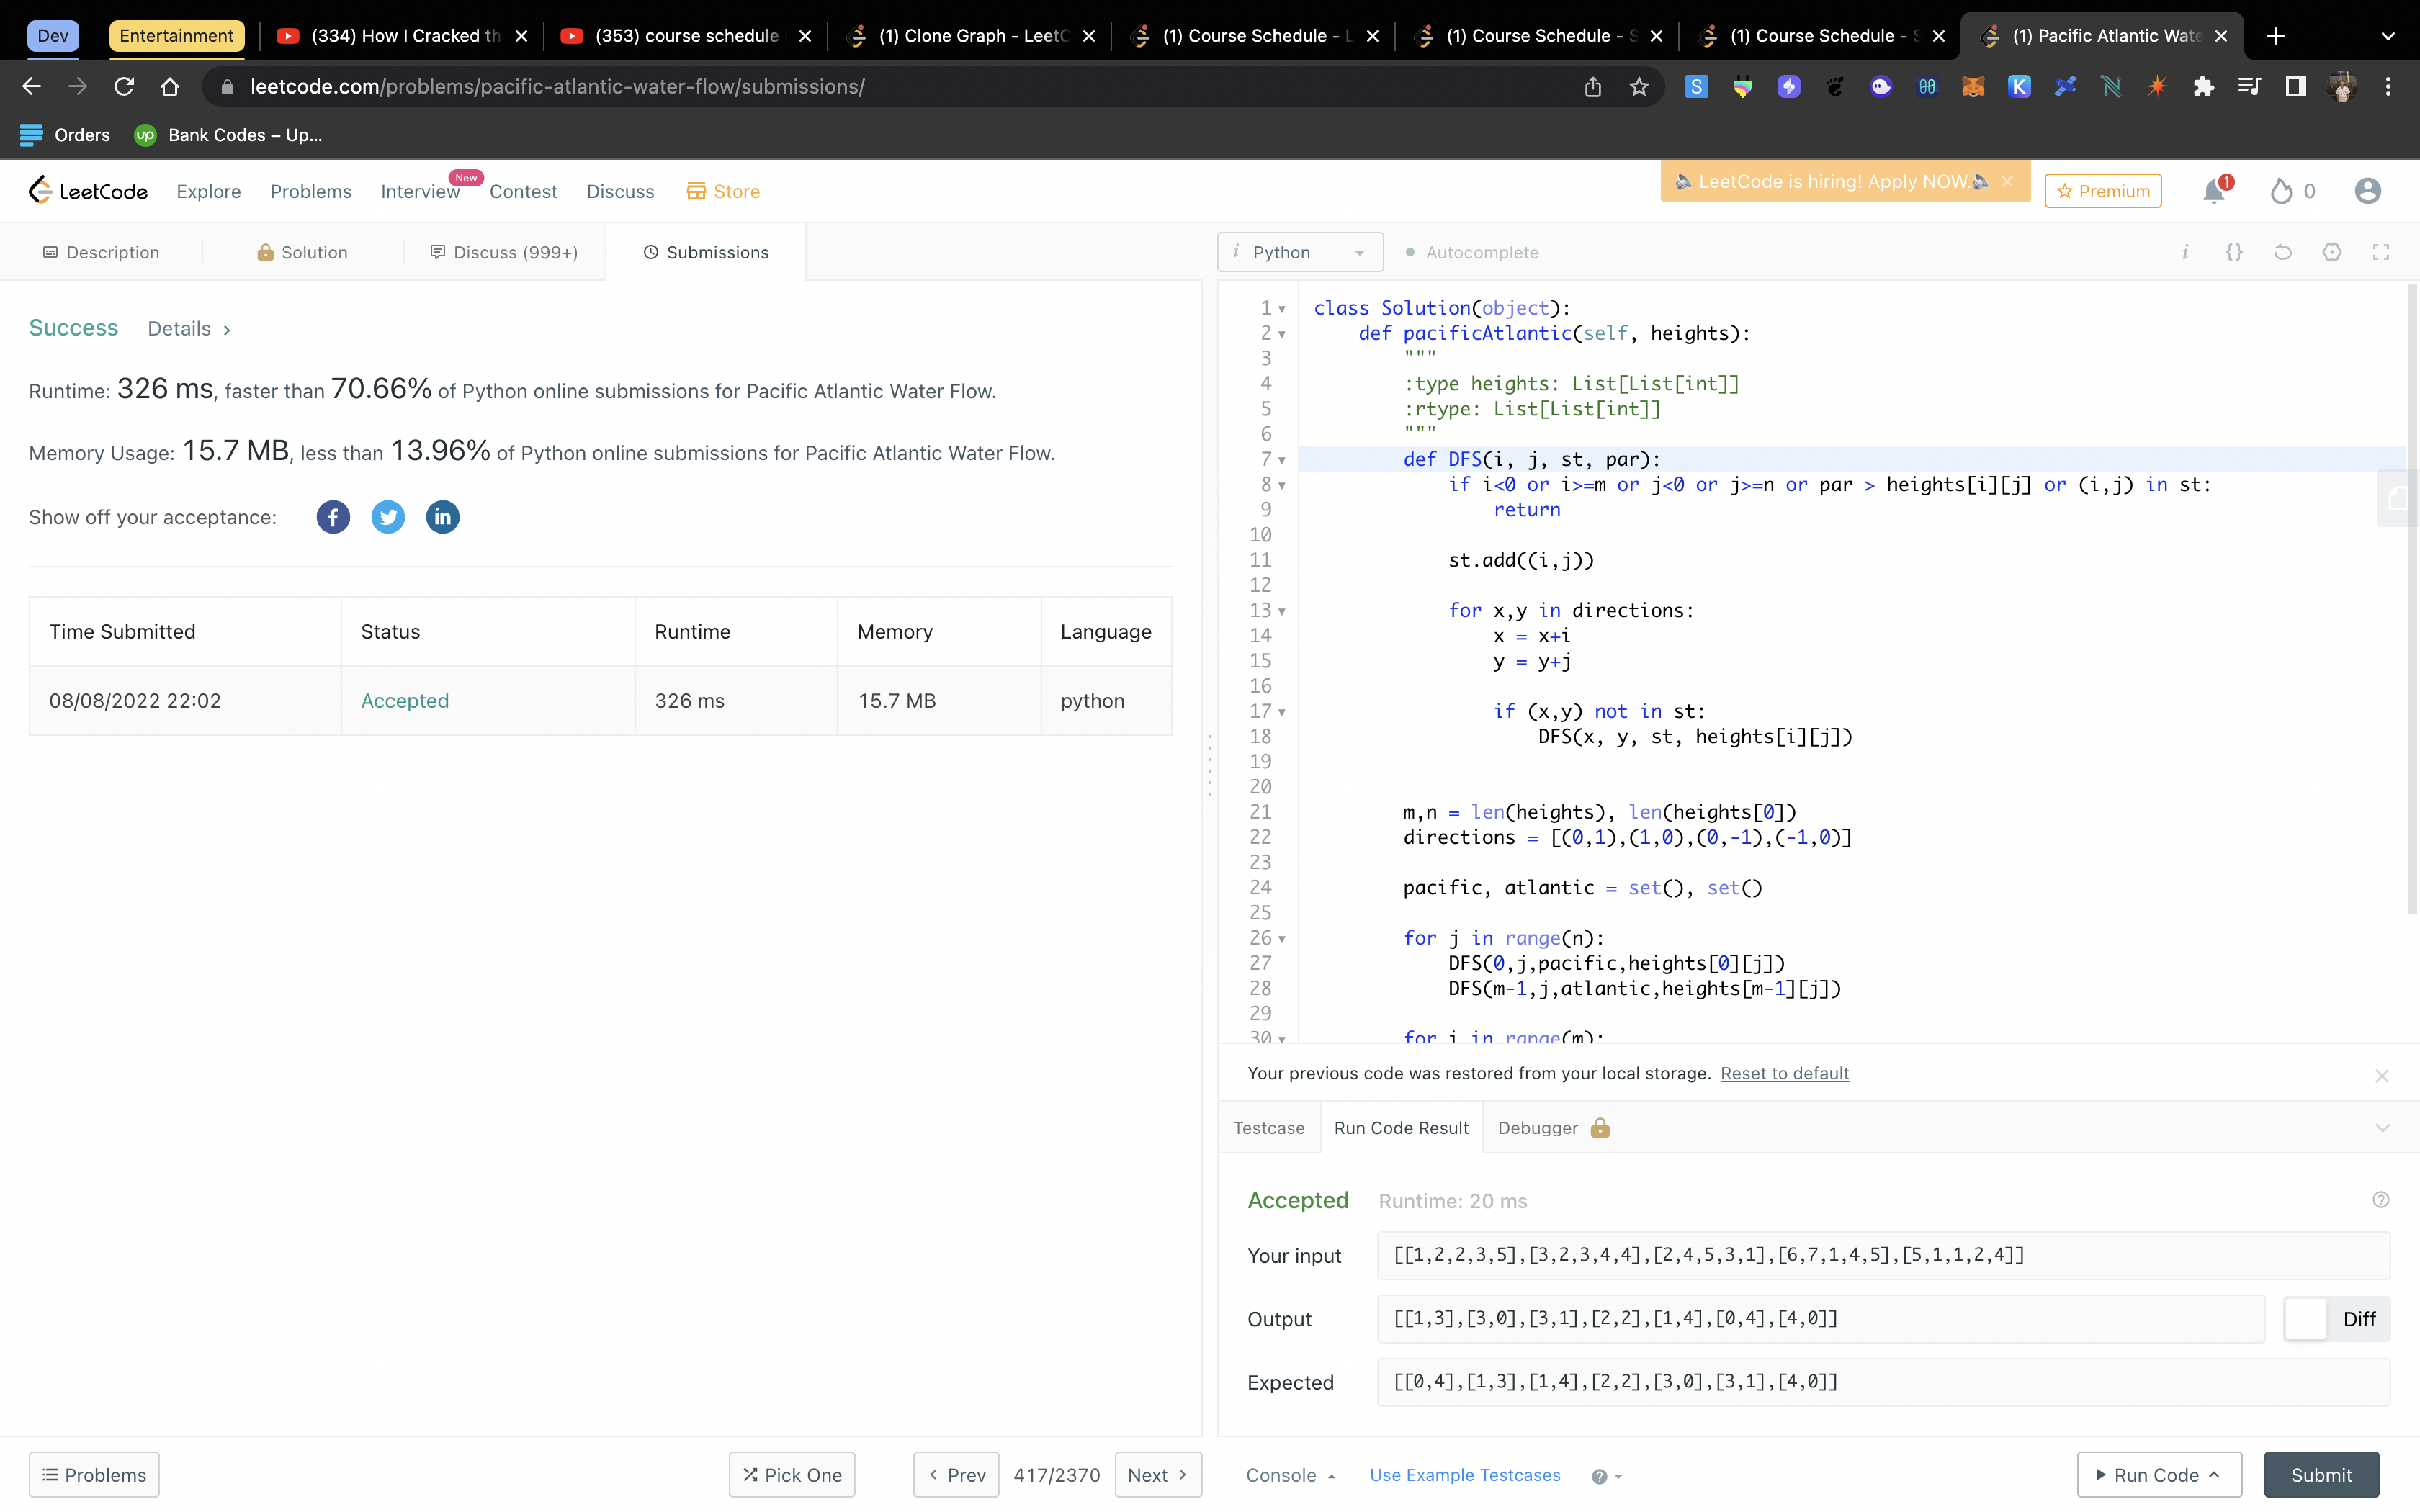 Dev
Entertainment
(334) How I Cracked th
(353) course schedule
(1) Clone Graph - LeetC
(1) Course Schedule - L
(1) Course Schedule - S
(1) Course Schedule - S
(1) Pacific Atlantic Wate
leetcode.com/problems/pacific-atlantic-water-flow/submissions/
Orders
up
Bank Codes – Up...
LeetCode
Explore
Problems
Interview
New
Contest
Discuss
Store
LeetCode is hiring! Apply NOW.
Premium
1
0
Description
Solution
Discuss (999+)
Submissions
i Python
Autocomplete
i {}
Success Details
Runtime: 326 ms, faster than 70.66% of Python online submissions for Pacific Atlantic Water Flow.
Memory Usage: 15.7 MB, less than 13.96% of Python online submissions for Pacific Atlantic Water Flow.
Show off your acceptance:
Time Submitted Status Runtime Memory Language
08/08/2022 22:02 Accepted 326 ms 15.7 MB python
1 class Solution(object):
2 def pacificAtlantic(self, heights):
3 """
4 :type heights: List[List[int]]
5 :rtype: List[List[int]]
6 """
7 def DFS(i, j, st, par):
8 if i<0 or i>=m or j<0 or j>=n or par > heights[i][j] or (i,j) in st:
9 return
10
11 st.add((i,j))
12
13 for x,y in directions:
14 x = x+i
15 y = y+j
16
17 if (x,y) not in st:
18 DFS(x, y, st, heights[i][j])
19
20
21 m,n = len(heights), len(heights[0])
22 directions = [(0,1),(1,0),(0,-1),(-1,0)]
23
24 pacific, atlantic = set(), set()
25
26 for j in range(n):
27 DFS(0,j,pacific,heights[0][j])
28 DFS(m-1,j,atlantic,heights[m-1][j])
29
30 for i in range(m):
Your previous code was restored from your local storage. Reset to default
Testcase
Run Code Result
Debugger
Accepted Runtime: 20 ms
Your input [[1,2,2,3,5],[3,2,3,4,4],[2,4,5,3,1],[6,7,1,4,5],[5,1,1,2,4]]
Output [[1,3],[3,0],[3,1],[2,2],[1,4],[0,4],[4,0]]
Diff
Expected [[0,4],[1,3],[1,4],[2,2],[3,0],[3,1],[4,0]]
Problems
Pick One
Prev
417/2370
Next
Console
Use Example Testcases
Run Code
Submit